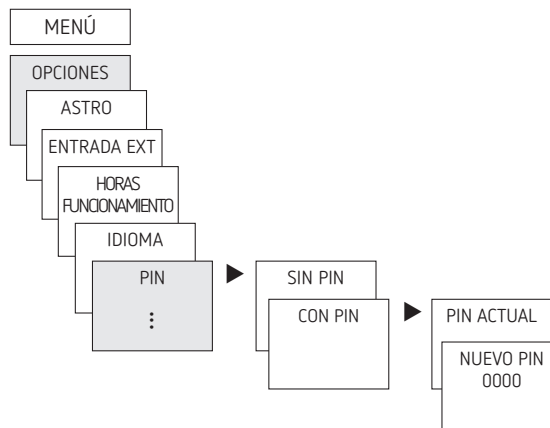 MENÚ
OPCIONES
ASTRO
ENTRADA EXT
HORAS
FUNCIONAMIENTO
IDIOMA
PIN
SIN PIN
CON PIN
PIN ACTUAL
NUEVO PIN
0000